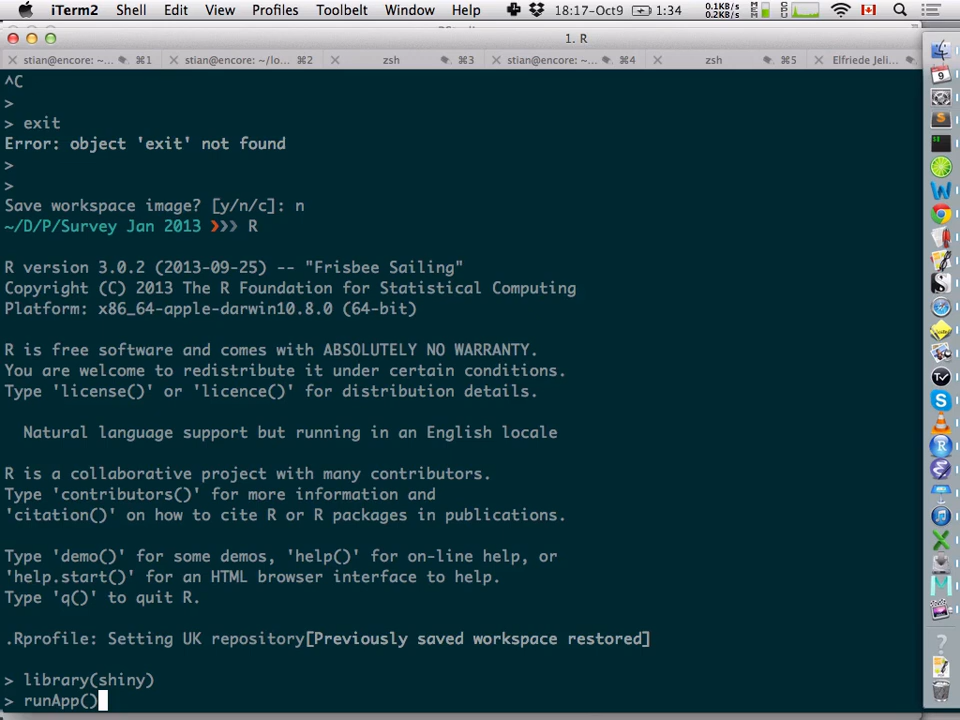 iTerm2 Shell Edit View Profiles Toolbelt Window Help 18:17-Oct9 1:34 0.1KB/s 0.2KB/s
1. R
stian@encore: ~... ⌘1 stian@encore: ~/lo... ⌘2 zsh ⌘3 stian@encore: ~... ⌘4 zsh ⌘5 Elfriede Jeli...
^C
>
> exit
Error: object 'exit' not found
>
>
Save workspace image? [y/n/c]: n
~/D/P/Survey Jan 2013 ❯❯❯ R
R version 3.0.2 (2013-09-25) -- "Frisbee Sailing"
Copyright (C) 2013 The R Foundation for Statistical Computing
Platform: x86_64-apple-darwin10.8.0 (64-bit)
R is free software and comes with ABSOLUTELY NO WARRANTY.
You are welcome to redistribute it under certain conditions.
Type 'license()' or 'licence()' for distribution details.
Natural language support but running in an English locale
R is a collaborative project with many contributors.
Type 'contributors()' for more information and
'citation()' on how to cite R or R packages in publications.
Type 'demo()' for some demos, 'help()' for on-line help, or
'help.start()' for an HTML browser interface to help.
Type 'q()' to quit R.
.Rprofile: Setting UK repository[Previously saved workspace restored]
> library(shiny)
> runApp()